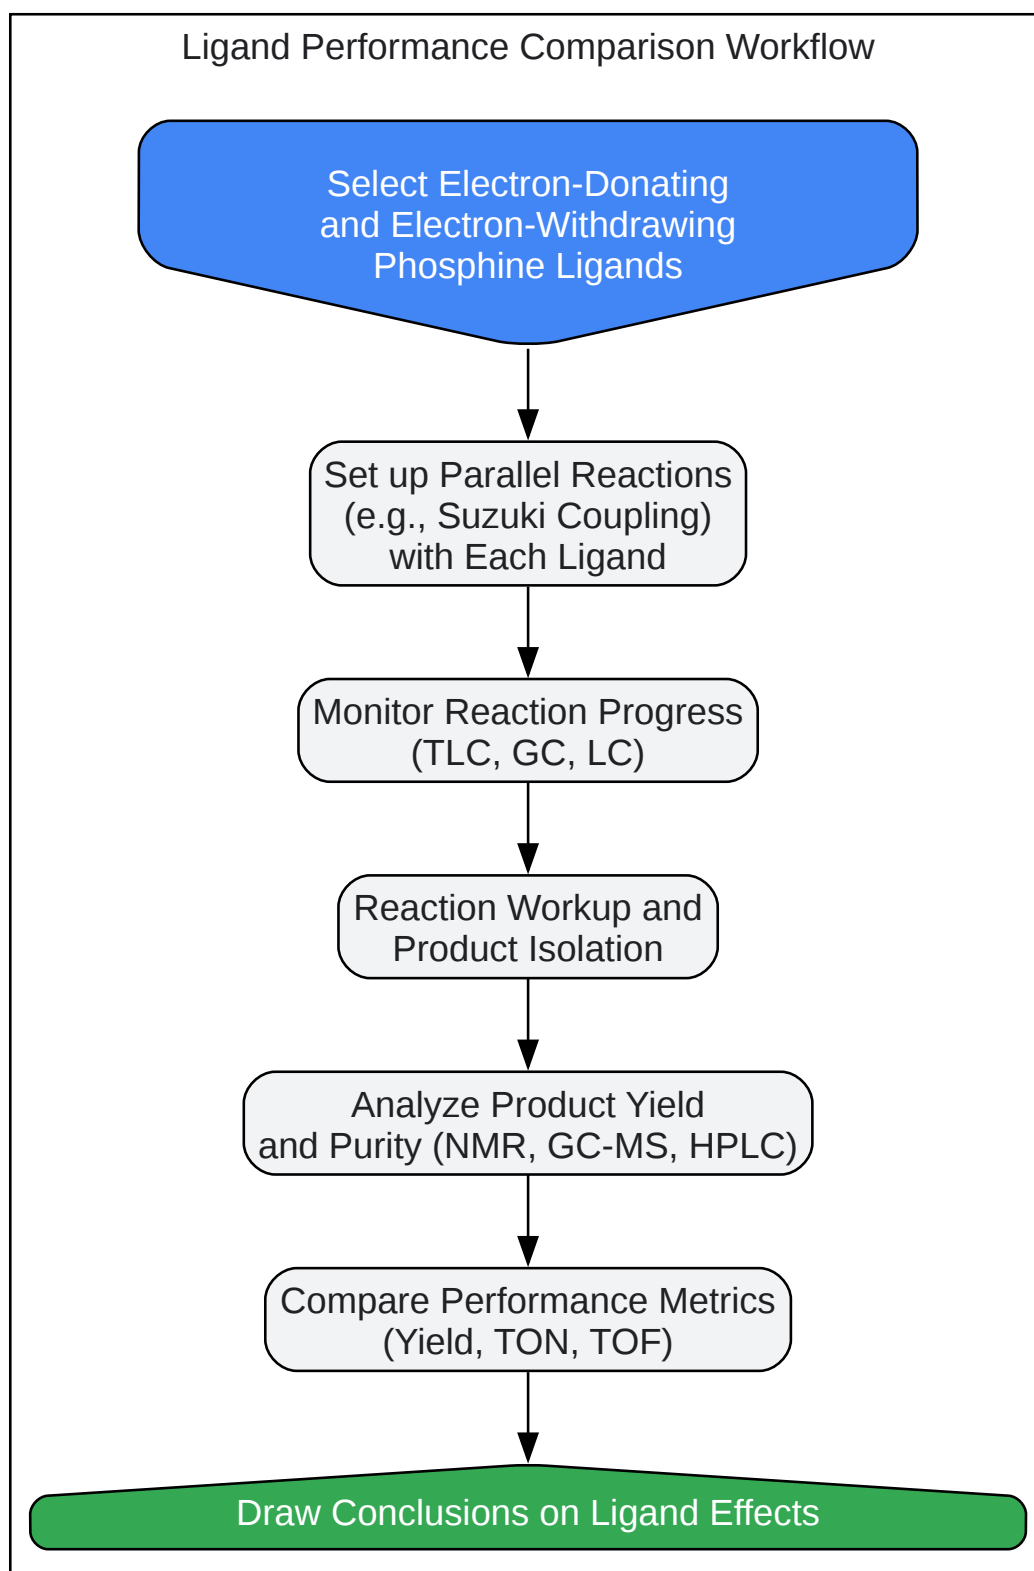 Ligand Performance Comparison Workflow
Select Electron-Donating
and Electron-Withdrawing
Phosphine Ligands
Set up Parallel Reactions
(e.g., Suzuki Coupling)
with Each Ligand
Monitor Reaction Progress
(TLC, GC, LC)
Reaction Workup and
Product Isolation
Analyze Product Yield
and Purity (NMR, GC-MS, HPLC)
Compare Performance Metrics
(Yield, TON, TOF)
Draw Conclusions on Ligand Effects